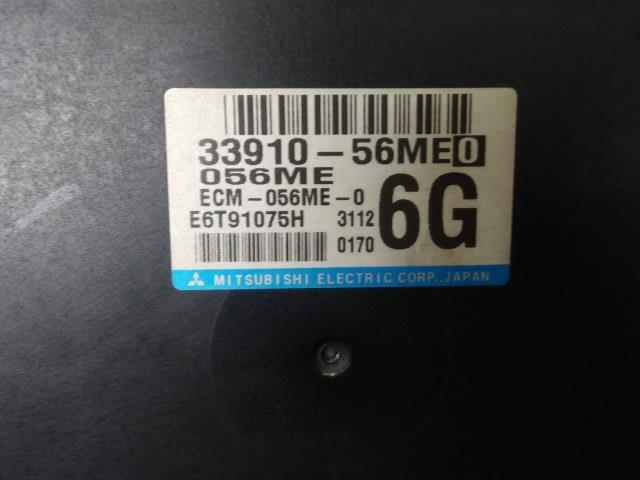 33910-56ME0
056ME
ECM-056ME-0
E6T91075H 3112
0170
6G
MITSUBISHI ELECTRIC CORP., JAPAN